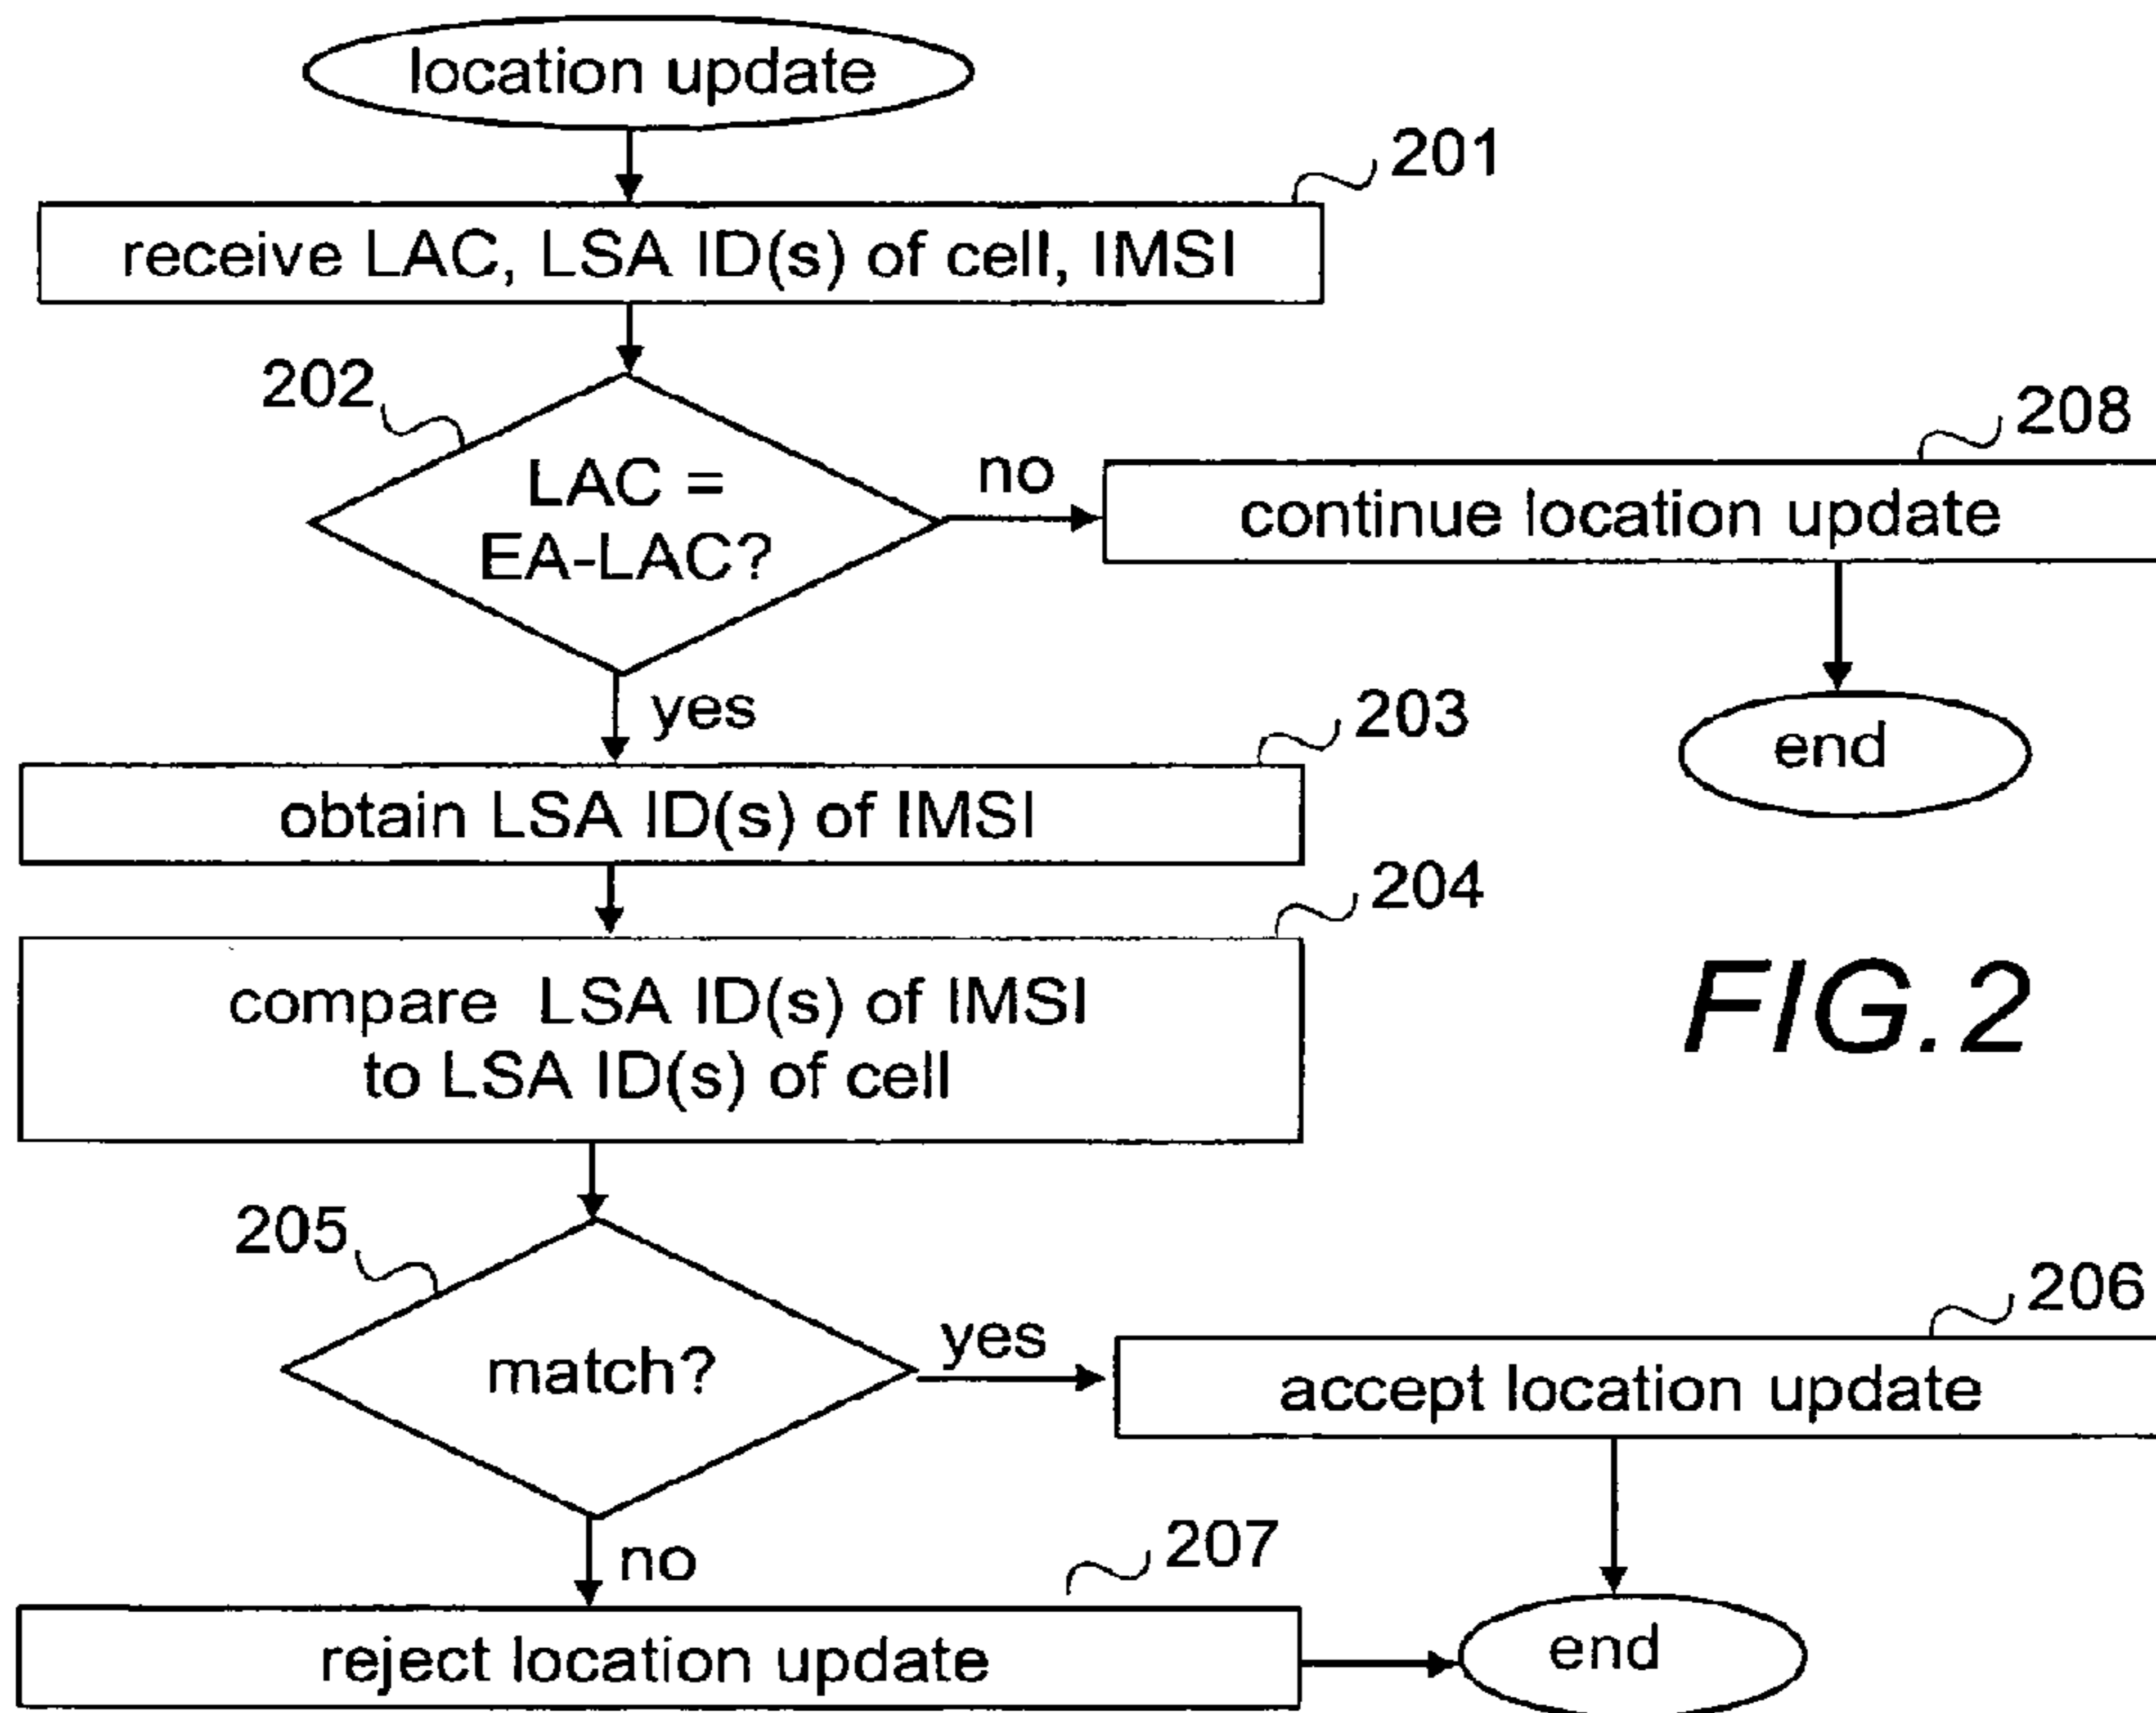 location update
201
receive LAC, LSA ID(s) of cell, IMSI
202
LAC =
EA-LAC?
no
208
continue location update
yes
end
203
obtain LSA ID(s) of IMSI
204
compare LSA ID(s) of IMSI
to LSA ID(s) of cell
FIG.2
205
match?
yes
206
accept location update
no
207
reject location update
end